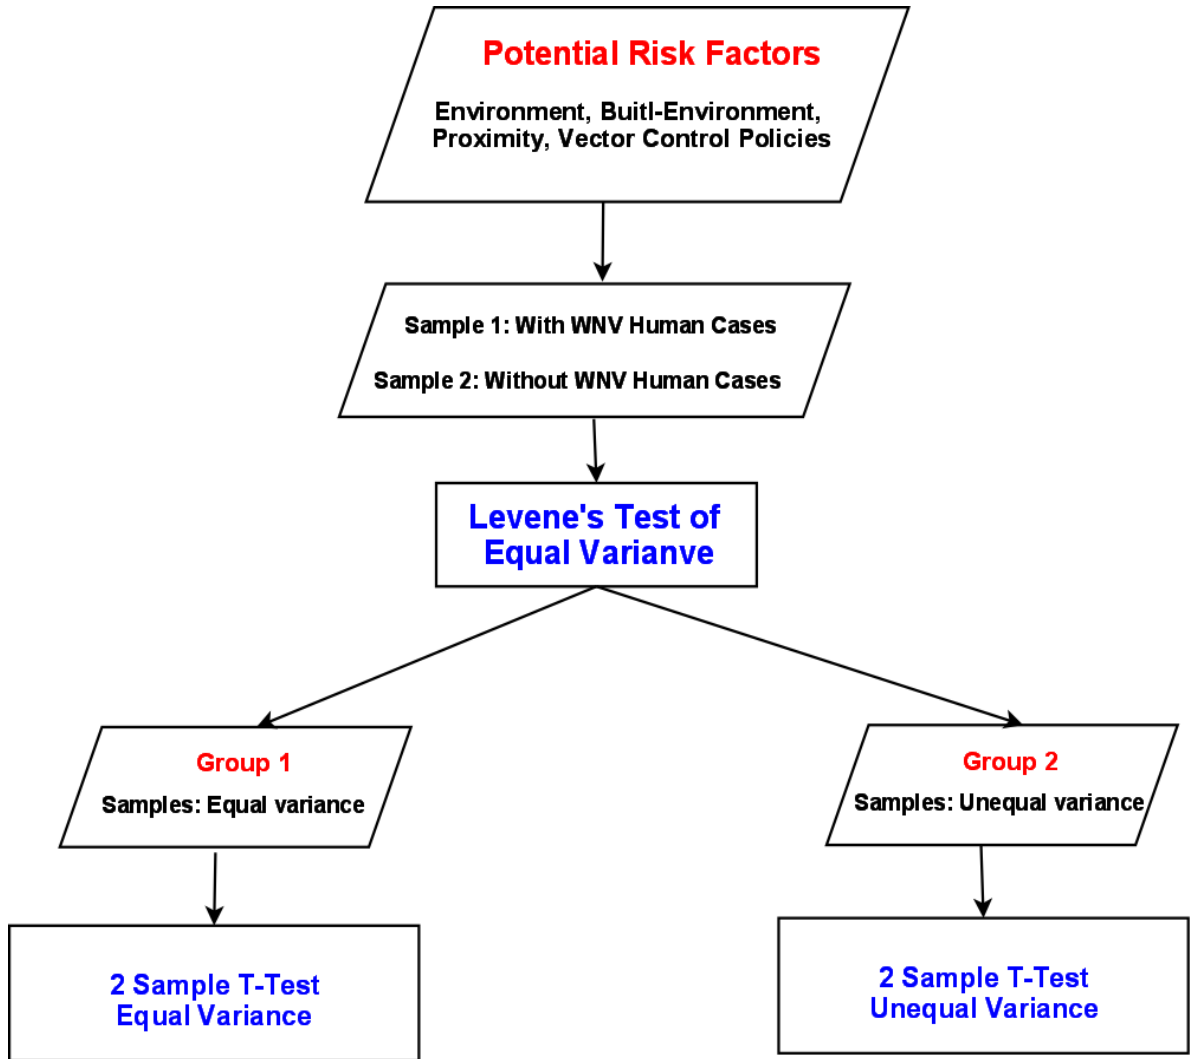 Potential Risk Factors
Environment, Buitl-Environment,
Proximity, Vector Control Policies
Sample 1: With WNV Human Cases
Sample 2: Without WNV Human Cases
Levene's Test of
Equal Varianve
Group 1
Samples: Equal variance
Group 2
Samples: Unequal variance
2 Sample T-Test
Equal Variance
2 Sample T-Test
Unequal Variance